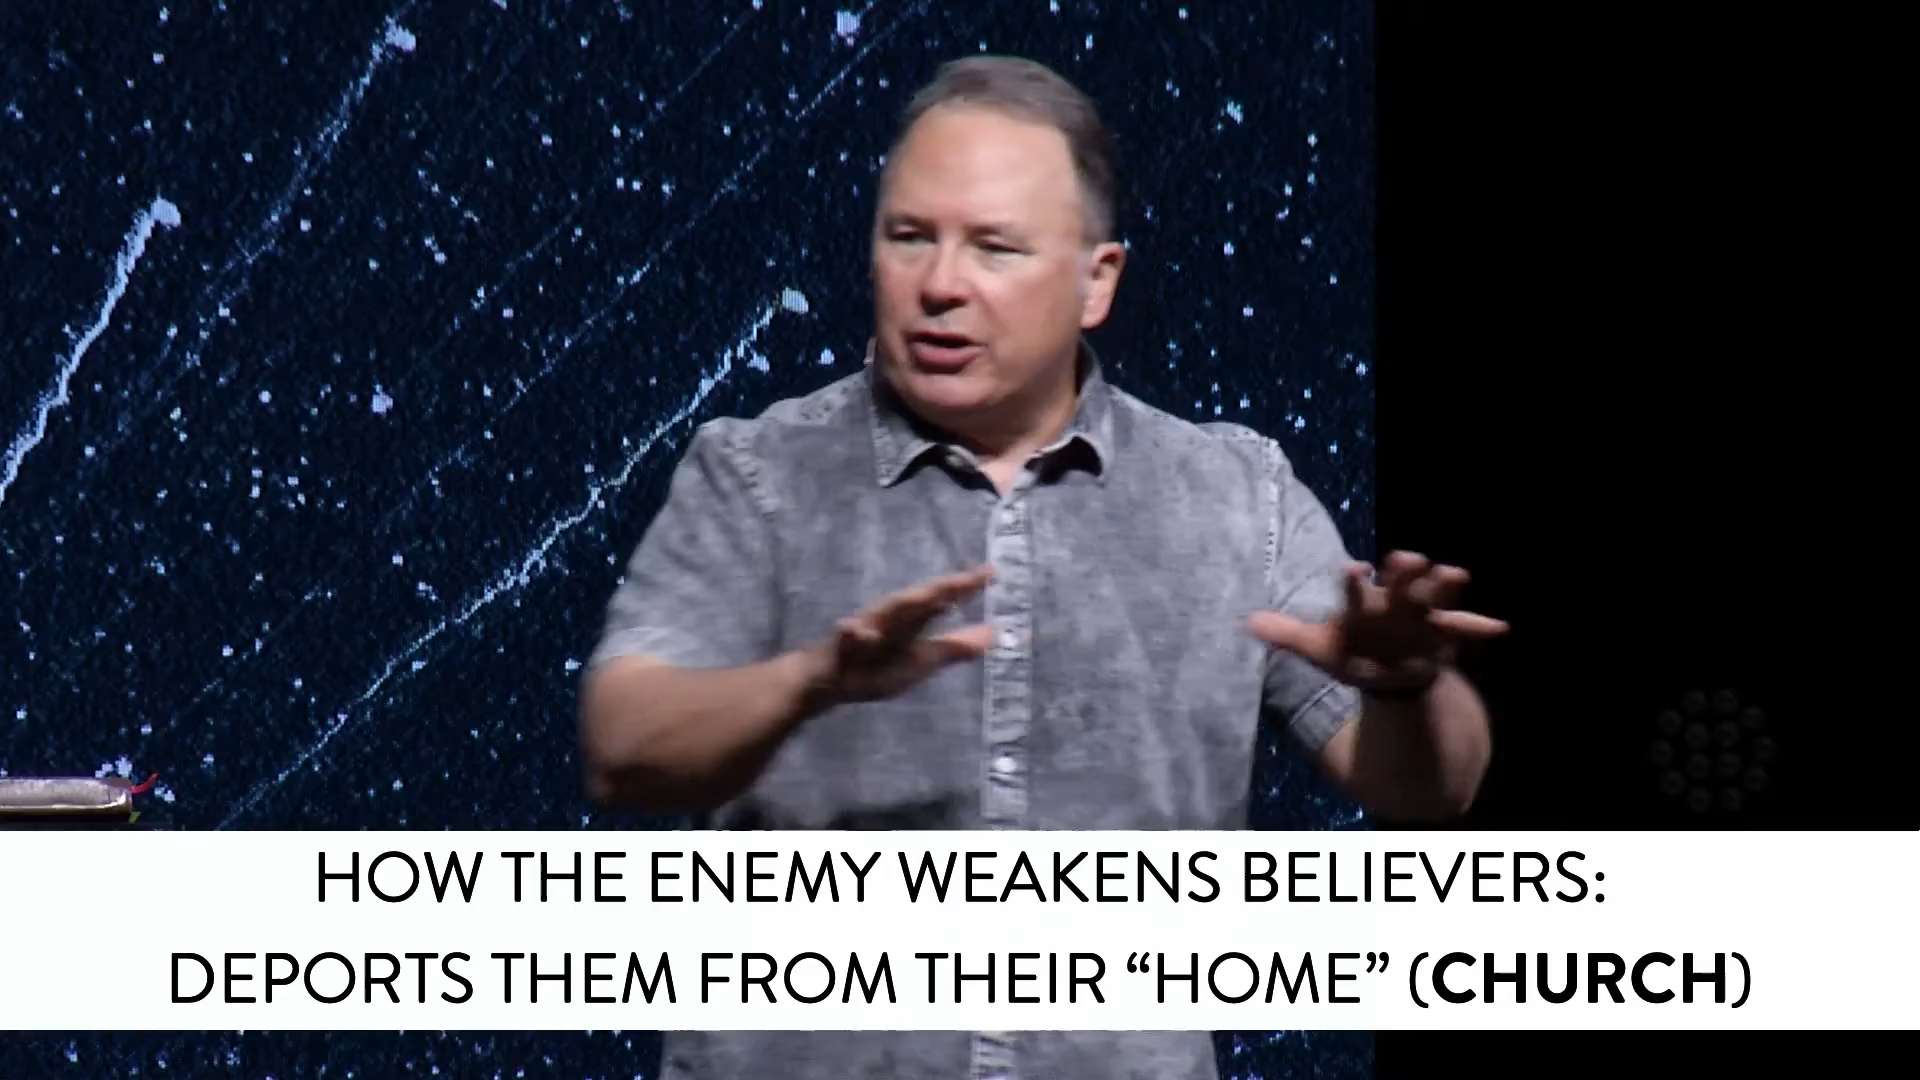 HOW THE ENEMY WEAKENS BELIEVERS:
DEPORTS THEM FROM THEIR “HOME” (CHURCH)